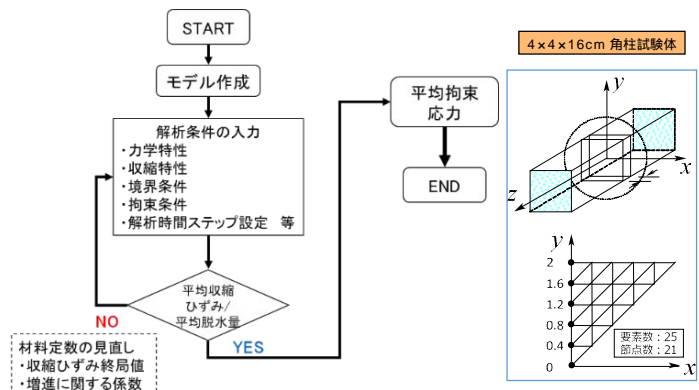 START
モデル作成
解析条件の入力
・力学特性
・収縮特性
・境界条件
・拘束条件
・解析時間ステップ設定　等
平均収縮
ひずみ/
平均脱水量
NO
YES
材料定数の見直し
・収縮ひずみ終局値
・増進に関する係数
平均拘束
応力
END
4×4×16cm 角柱試験体
y
x
z
y
2
1.6
1.2
0.8
0.4
0
x
要素数：25
節点数：21